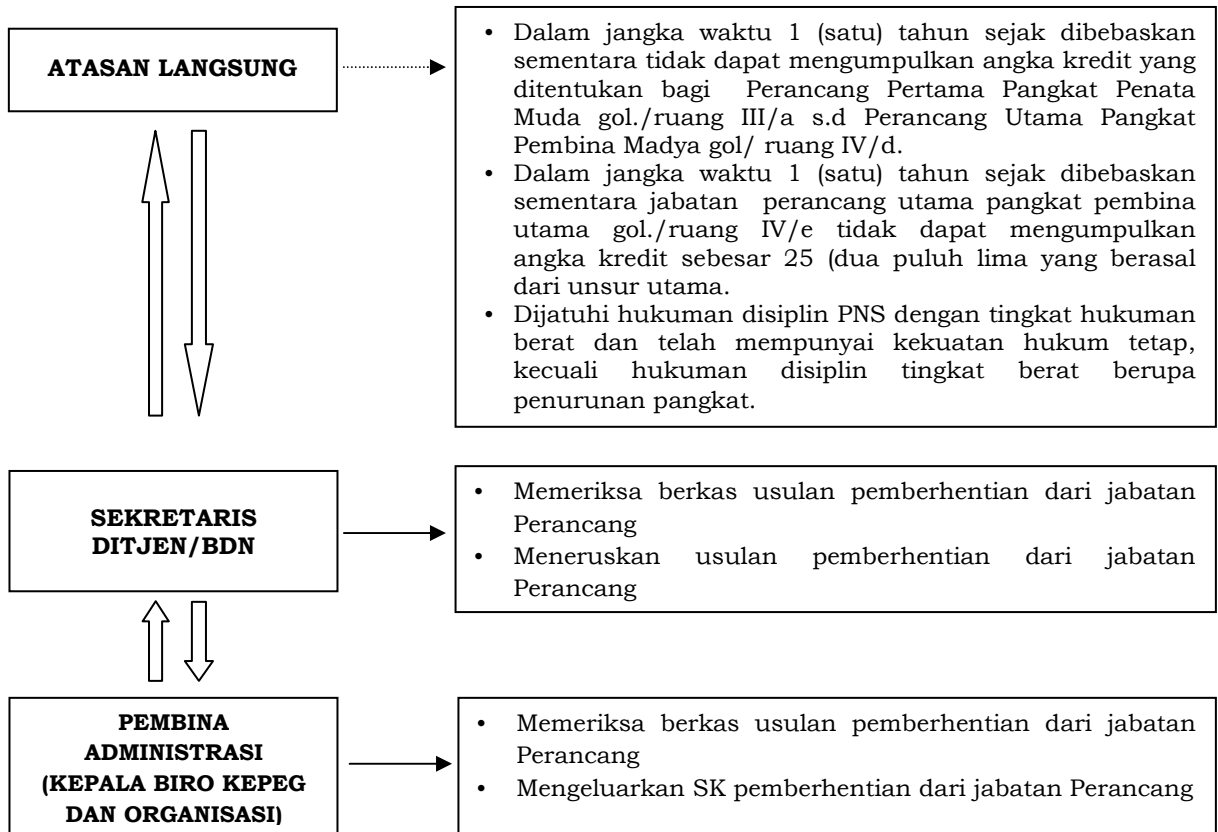 ATASAN LANGSUNG
• Dalam jangka waktu 1 (satu) tahun sejak dibebaskan
sementara tidak dapat mengumpulkan angka kredit yang
ditentukan bagi Perancang Pertama Pangkat Penata
Muda gol./ruang III/a s.d Perancang Utama Pangkat
Pembina Madya gol/ ruang IV/d.
• Dalam jangka waktu 1 (satu) tahun sejak dibebaskan
sementara jabatan perancang utama pangkat pembina
utama gol./ruang IV/e tidak dapat mengumpulkan
angka kredit sebesar 25 (dua puluh lima yang berasal
dari unsur utama.
• Dijatuhi hukuman disiplin PNS dengan tingkat hukuman
berat dan telah mempunyai kekuatan hukum tetap,
kecuali hukuman disiplin tingkat berat berupa
penurunan pangkat.
SEKRETARIS
DITJEN/BDN
• Memeriksa berkas usulan pemberhentian dari jabatan
Perancang
• Meneruskan usulan pemberhentian dari jabatan
Perancang
PEMBINA
ADMINISTRASI
(KEPALA BIRO KEPEG
DAN ORGANISASI)
• Memeriksa berkas usulan pemberhentian dari jabatan
Perancang
• Mengeluarkan SK pemberhentian dari jabatan Perancang